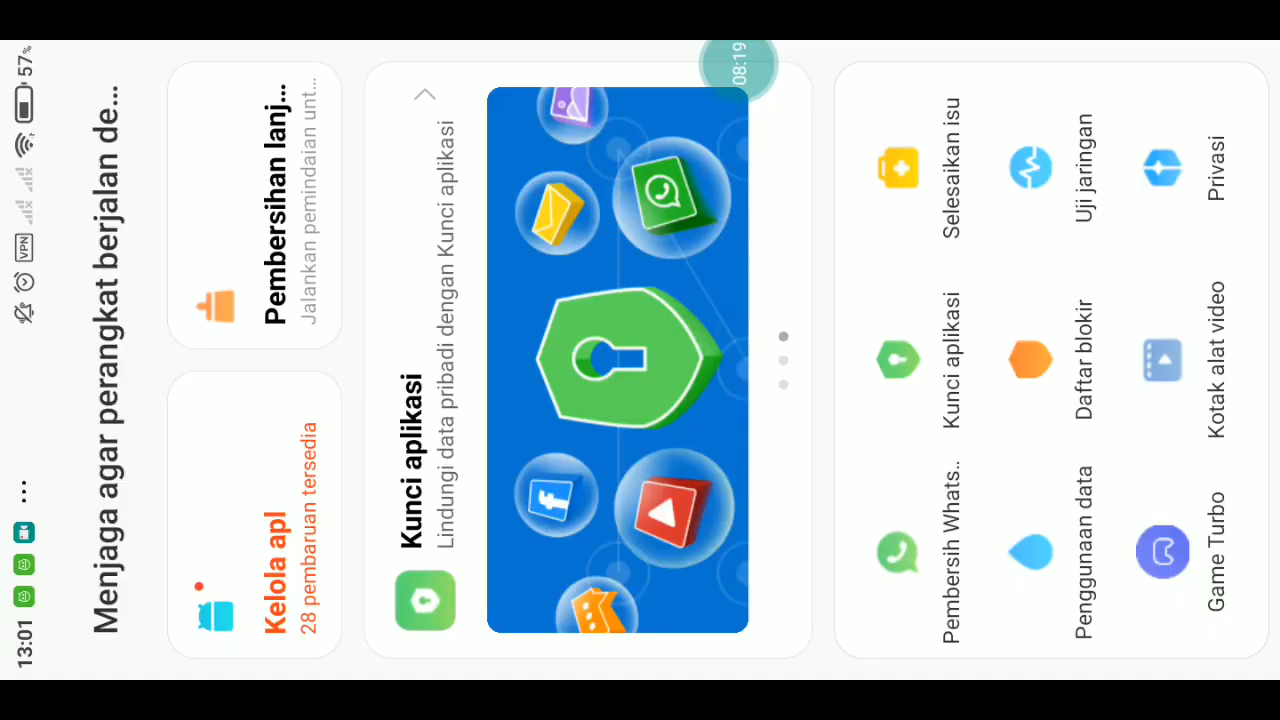 13:01
VPN
57%
Menjaga agar perangkat berjalan de...
Kelola apl
28 pembaruan tersedia
Pembersihan lanj...
Jalankan pemindaian unt...
Kunci aplikasi
Lindungi data pribadi dengan Kunci aplikasi
08:19
Pembersih Whats..
Kunci aplikasi
Selesaikan isu
Penggunaan data
Daftar blokir
Uji jaringan
Game Turbo
Kotak alat video
Privasi